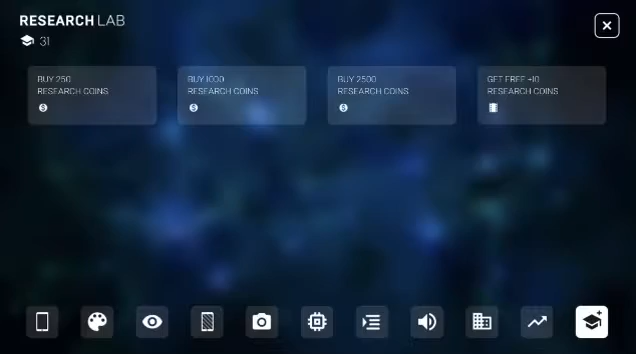 RESEARCH LAB
31
BUY 250
RESEARCH COINS
BUY 1000
RESEARCH COINS
BUY 2500
RESEARCH COINS
GET FREE +10
RESEARCH COINS